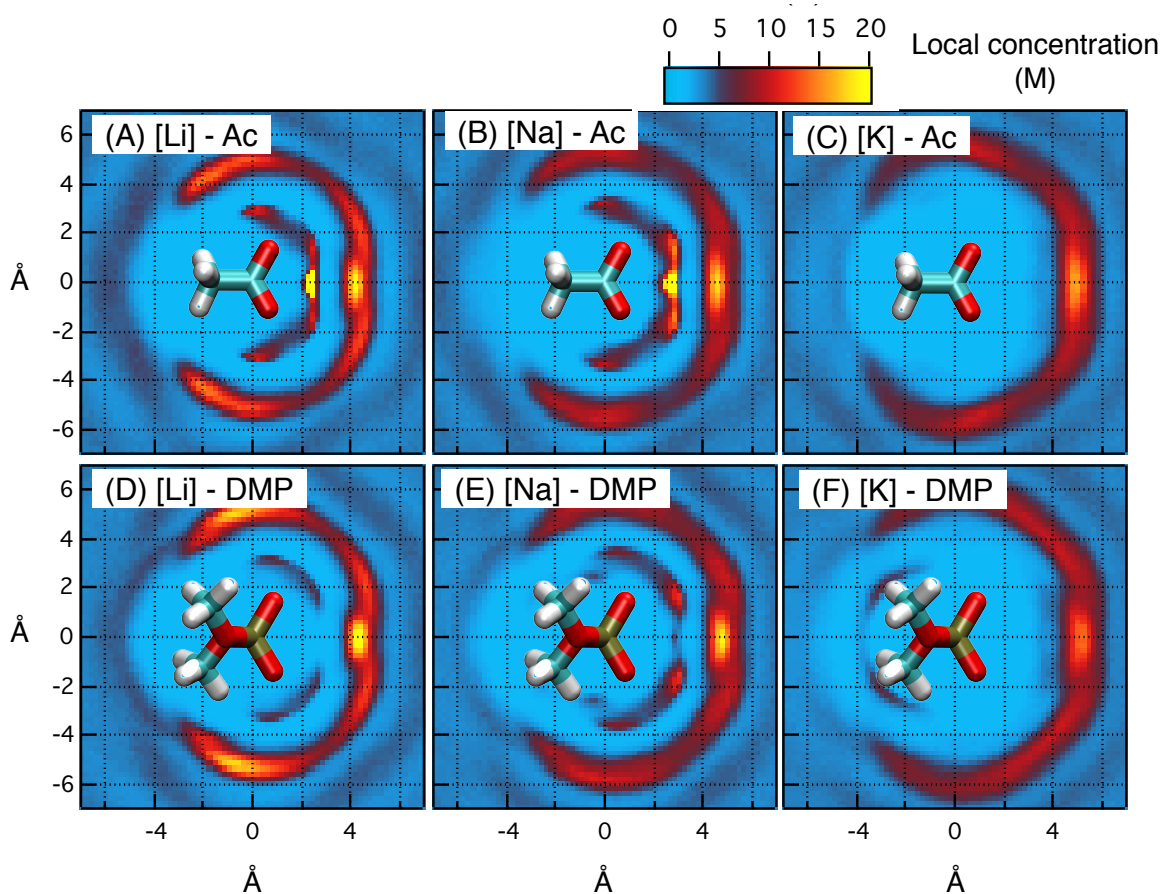 0 5 10 15 20
Local concentration
(M)
(A) [Li] - Ac
(B) [Na] - Ac
(C) [K] - Ac
6
4
2
0
-2
-4
-6
Å
(D) [Li] - DMP
(E) [Na] - DMP
(F) [K] - DMP
6
4
2
0
-2
-4
-6
Å
-4 0 4
-4 0 4
-4 0 4
Å
Å
Å